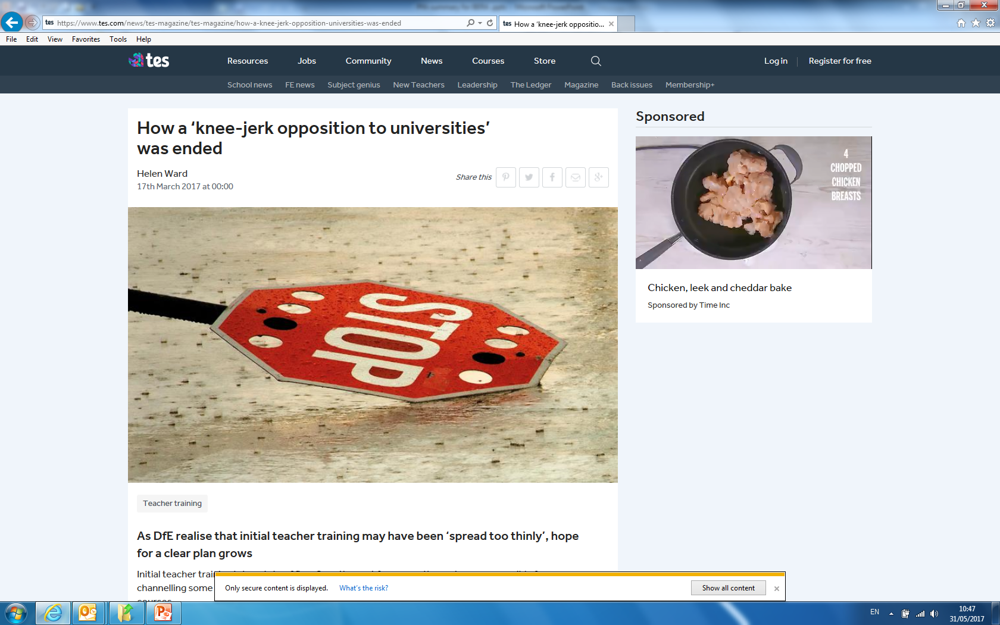 tes https://www.tes.com/news/tes-magazine/tes-magazine/how-a-knee-jerk-opposition-universities-was-ended
tes How a ‘knee-jerk oppositio...
File Edit View Favorites Tools Help
tes Resources Jobs Community News Courses Store Log in Register for free
School news FE news Subject genius New Teachers Leadership The Ledger Magazine Back issues Membership+
How a ‘knee-jerk opposition to universities’
was ended
Helen Ward
17th March 2017 at 00:00
Share this
STOP
Teacher training
As DfE realise that initial teacher training may have been ‘spread too thinly’, hope
for a clear plan grows
Initial teacher
channelling some
Sponsored
4
CHOPPED
CHICKEN
BREASTS
Chicken, leek and cheddar bake
Sponsored by Time Inc
Only secure content is displayed. What’s the risk? Show all content
EN
10:47
31/05/2017